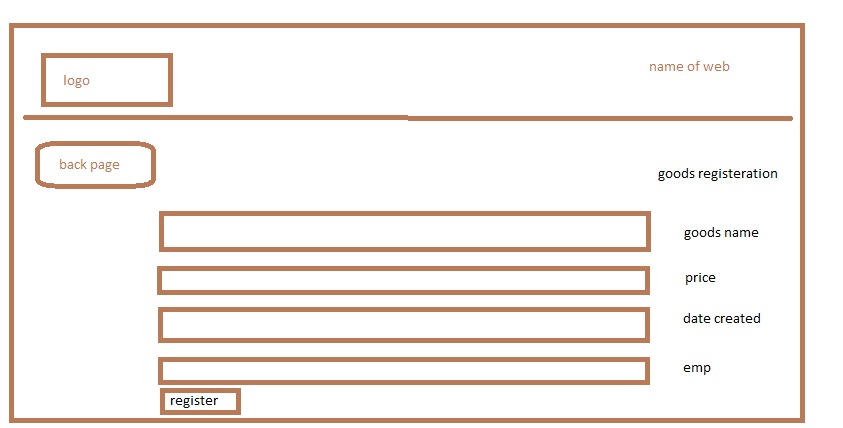 logo
name of web
back page
goods registeration
goods name
price
date created
emp
register